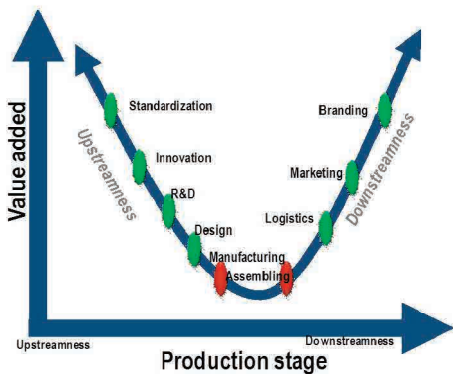 Value added
Standardization
Innovation
R&D
Design
Manufacturing
Assembling
Logistics
Marketing
Branding
Upstreamness
Downstreamness
Upstreamness
Downstreamness
Production stage